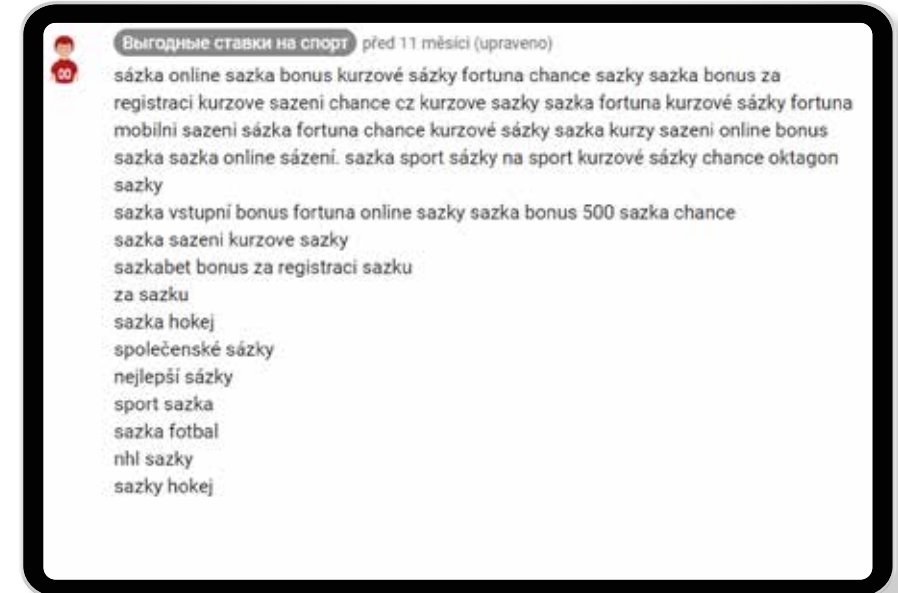 Выгодные ставки на спорт před 11 měsíci (upraveno)
00
sázka online sazka bonus kurzové sázky fortuna chance sazky sazka bonus za
registraci kurzove sazeni chance cz kurzove sazky sazka fortuna kurzové sázky fortuna
mobilni sazeni sázka fortuna chance kurzové sázky sazka kurzy sazeni online bonus
sazka sazka online sázení. sazka sport sázky na sport kurzové sázky chance oktagon
sazky
sazka vstupní bonus fortuna online sazky sazka bonus 500 sazka chance
sazka sazeni kurzove sazky
sazkabet bonus za registraci sazku
za sazku
sazka hokej
společenské sázky
nejlepší sázky
sport sazka
sazka fotbal
nhl sazky
sazky hokej